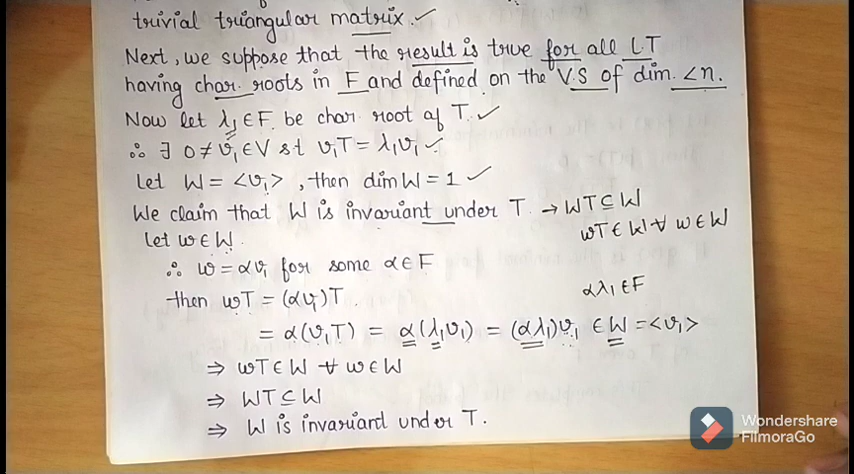 trivial triangular matrix. ✓
Next, we suppose that the result is true for all L T
having char. roots in F and defined on the V.S of dim. <n.
Now let λ₁ ∈ F be char root of T. ✓
∴ ∃ 0 ≠ v₁ ∈ V st v₁T = λ₁v₁ ✓
Let W = <v₁> , then dim W = 1 ✓
We claim that W is invariant under T. → WT ⊆ W
wT ∈ W ∀ w ∈ W
let w ∈ W.
∴ w = αv₁ for some α ∈ F
αλ₁ ∈ F
then wT = (αv₁)T
= α(v₁T) = α(λ₁v₁) = (αλ₁)v₁ ∈ W = <v₁>
⇒ wT ∈ W ∀ w ∈ W
⇒ WT ⊆ W
⇒ W is invariant under T.
Wondershare
FilmoraGo